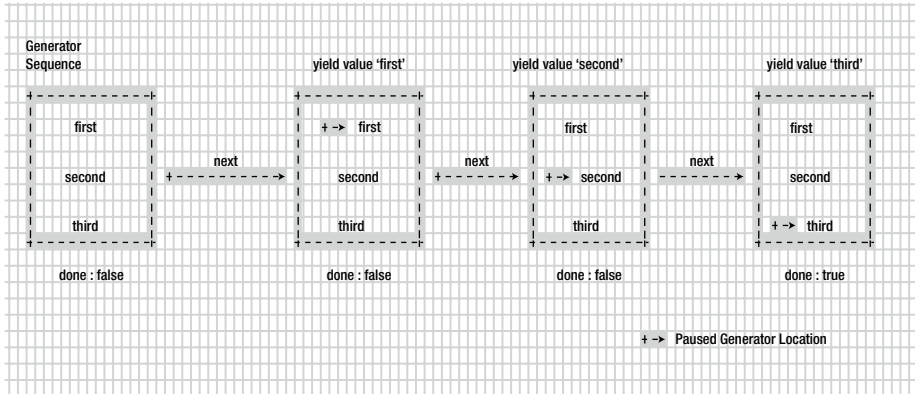 Generator
Sequence
yield value ‘first’
yield value ‘second’
yield value ‘third’
first
second
third
done : false
next
first
second
third
done : false
next
first
second
third
done : false
next
first
second
third
done : true
Paused Generator Location